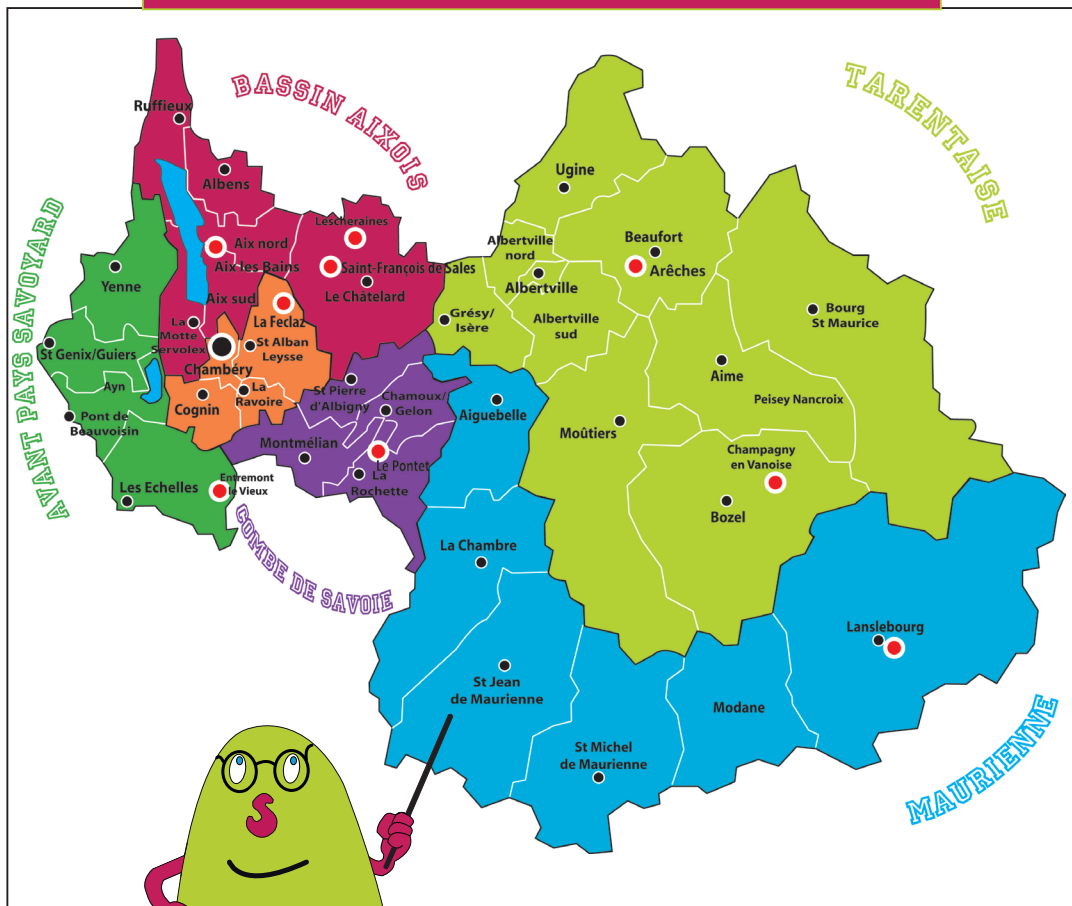 BASSIN AIXOIS
TARENTAISE
AVANT PAYS SAVOYARD
COMBE DE SAVOIE
MAURIENNE
Ruffieux
Albens
Lescheraines
Aix nord
Aix les Bains
Saint-François de Sales
Le Châtelard
Aix sud
La Feclaz
La
Motte
Servolex
St Alban
Leysse
Chambéry
La
Ravoire
Cognin
Yenne
St Genix/Guiers
Ayn
Pont de
Beauvoisin
Les Echelles
Entremont
le Vieux
St Pierre
d'Albigny
Chamoux/
Gelon
Montmélian
Le Pontet
La
Rochette
Ugine
Albertville
nord
Albertville
Albertville
sud
Grésy/
Isère
Beaufort
Arêches
Bourg
St Maurice
Aime
Peisey Nancroix
Moûtiers
Champagny
en Vanoise
Bozel
Aiguebelle
La Chambre
St Jean
de Maurienne
St Michel
de Maurienne
Modane
Lanslebourg